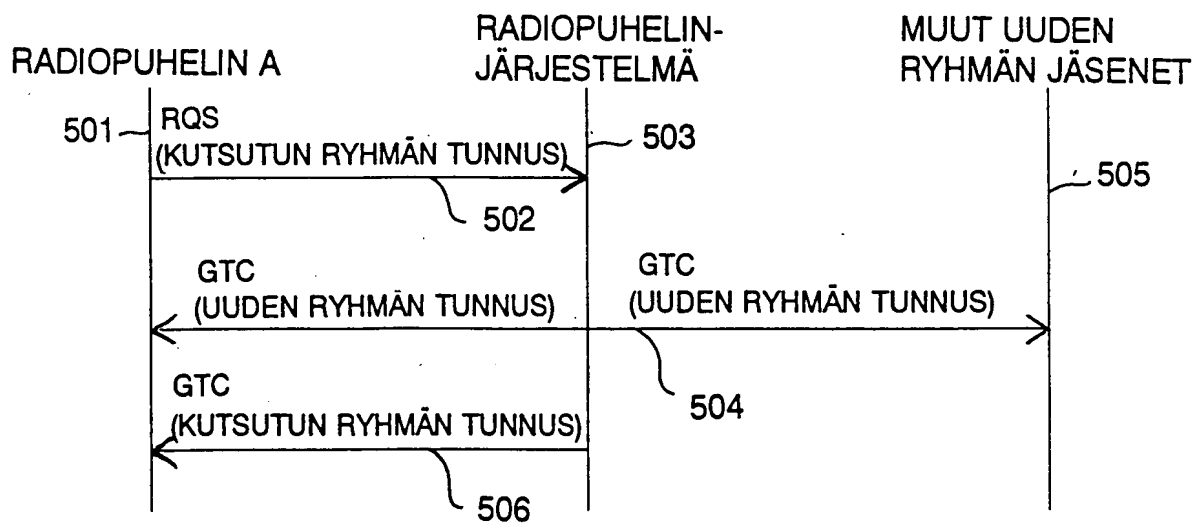 RADIOPUHELIN A
RADIOPUHELIN-
JÄRJESTELMÄ
MUUT UUDEN
RYHMÄN JÄSENET
501
RQS
(KUTSUTUN RYHMÄN TUNNUS)
503
502
505
GTC
(UUDEN RYHMÄN TUNNUS)
GTC
(UUDEN RYHMÄN TUNNUS)
504
GTC
(KUTSUTUN RYHMÄN TUNNUS)
506